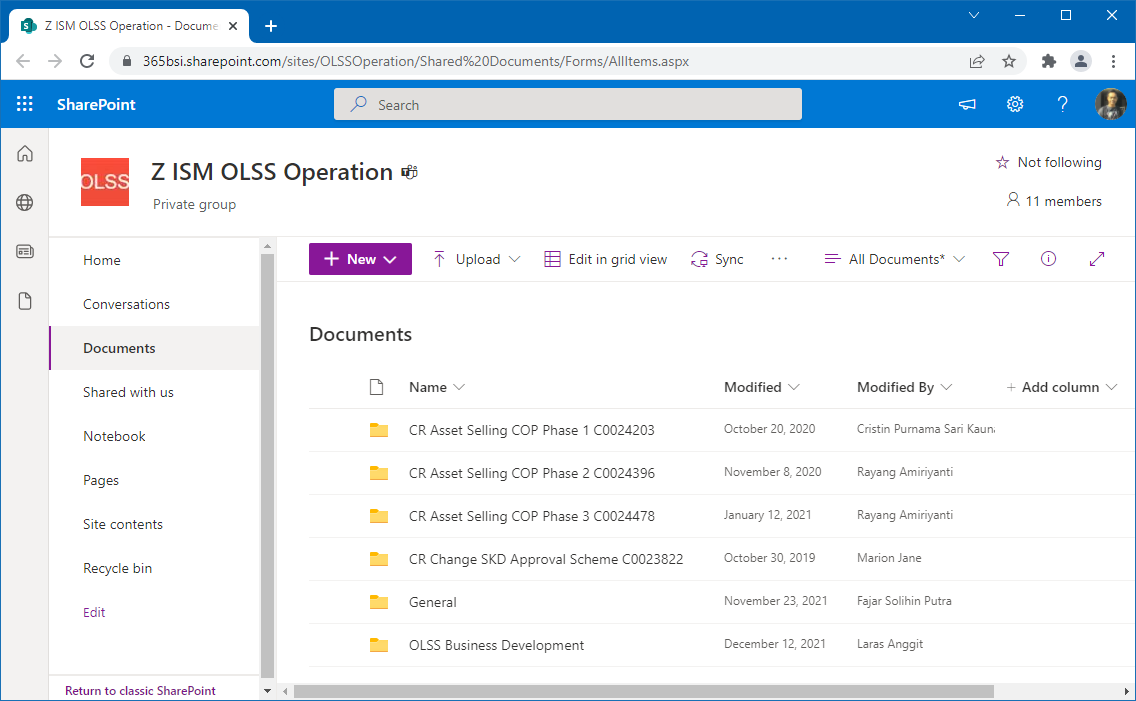 Z ISM OLSS Operation - Docume
365bsi.sharepoint.com/sites/OLSSOperation/Shared%20Documents/Forms/AllItems.aspx
SharePoint
Search
OLSS
Z ISM OLSS Operation
Private group
Not following
11 members
Home
Conversations
Documents
Shared with us
Notebook
Pages
Site contents
Recycle bin
Edit
Return to classic SharePoint
+ New Upload Edit in grid view Sync ··· All Documents*
Documents
Name Modified Modified By + Add column
CR Asset Selling COP Phase 1 C0024203 October 20, 2020 Cristin Purnama Sari Kauna
CR Asset Selling COP Phase 2 C0024396 November 8, 2020 Rayang Amiriyanti
CR Asset Selling COP Phase 3 C0024478 January 12, 2021 Rayang Amiriyanti
CR Change SKD Approval Scheme C0023822 October 30, 2019 Marion Jane
General November 23, 2021 Fajar Solihin Putra
OLSS Business Development December 12, 2021 Laras Anggit